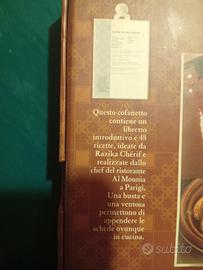 Questo cofanetto
contiene un
libretto
introduttivo e 48
ricette, ideate da
Razika Chérif e
realizzate dallo
chef del ristorante
Al Mounia
a Parigi.
Una busta e
una ventosa
permettono di
appendere le
schede ovunque
in cucina.
subito